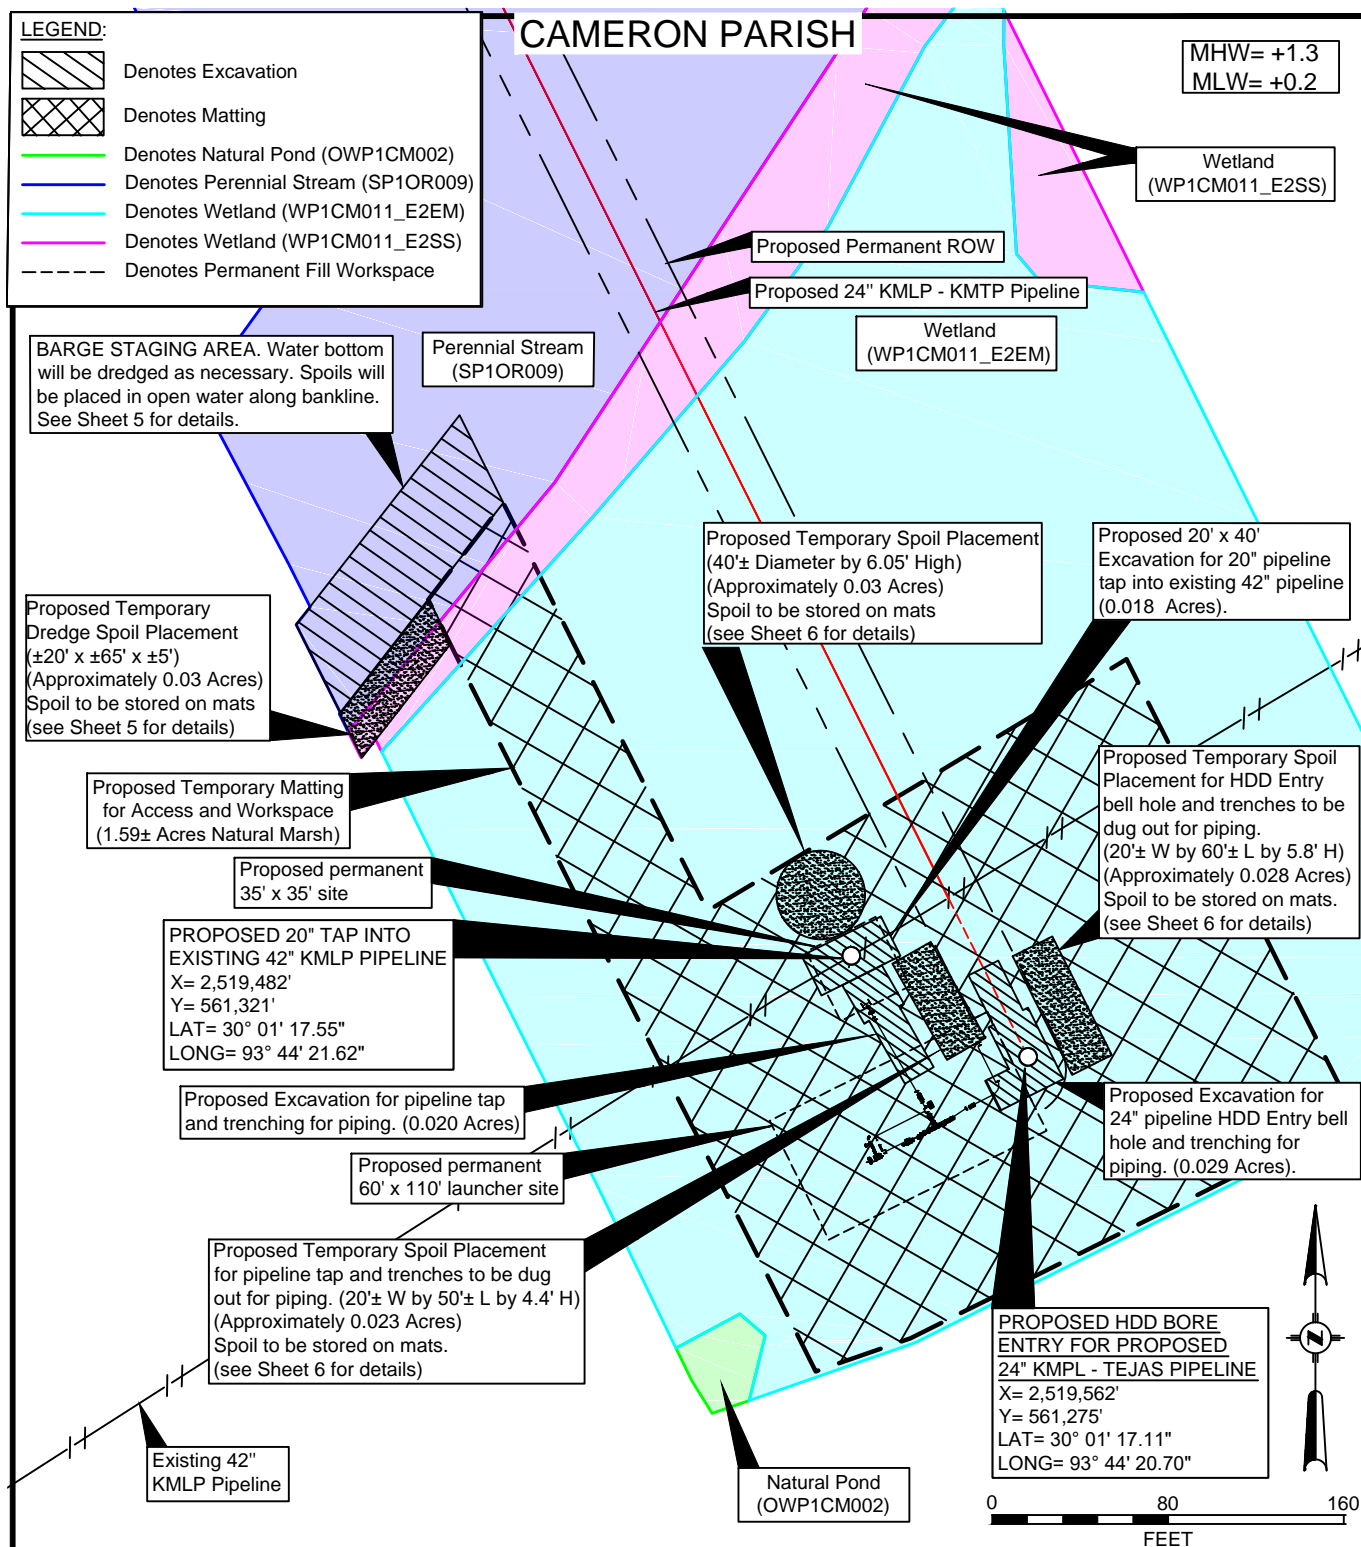 CAMERON PARISH
LEGEND:
Denotes Excavation
Denotes Matting
Denotes Natural Pond (OWP1CM002)
Denotes Perennial Stream (SP1OR009)
Denotes Wetland (WP1CM011_E2EM)
Denotes Wetland (WP1CM011_E2SS)
Denotes Permanent Fill Workspace
MHW= +1.3
MLW= +0.2
Wetland
(WP1CM011_E2SS)
Proposed Permanent ROW
Proposed 24" KMLP - KMTP Pipeline
Wetland
(WP1CM011_E2EM)
Perennial Stream
(SP1OR009)
BARGE STAGING AREA. Water bottom
will be dredged as necessary. Spoils will
be placed in open water along bankline.
See Sheet 5 for details.
Proposed Temporary Spoil Placement
(40'± Diameter by 6.05' High)
(Approximately 0.03 Acres)
Spoil to be stored on mats
(see Sheet 6 for details)
Proposed 20' x 40'
Excavation for 20" pipeline
tap into existing 42" pipeline
(0.018 Acres).
Proposed Temporary
Dredge Spoil Placement
(±20' x ±65' x ±5')
(Approximately 0.03 Acres)
Spoil to be stored on mats
(see Sheet 5 for details)
Proposed Temporary Matting
for Access and Workspace
(1.59± Acres Natural Marsh)
Proposed Temporary Spoil
Placement for HDD Entry
bell hole and trenches to be
dug out for piping.
(20'± W by 60'± L by 5.8' H)
(Approximately 0.028 Acres)
Spoil to be stored on mats.
(see Sheet 6 for details)
Proposed permanent
35' x 35' site
PROPOSED 20" TAP INTO
EXISTING 42" KMLP PIPELINE
X= 2,519,482'
Y= 561,321'
LAT= 30° 01' 17.55"
LONG= 93° 44' 21.62"
Proposed Excavation for pipeline tap
and trenching for piping. (0.020 Acres)
Proposed Excavation for
24" pipeline HDD Entry bell
hole and trenching for
piping. (0.029 Acres).
Proposed permanent
60' x 110' launcher site
Proposed Temporary Spoil Placement
for pipeline tap and trenches to be dug
out for piping. (20'± W by 50'± L by 4.4' H)
(Approximately 0.023 Acres)
Spoil to be stored on mats.
(see Sheet 6 for details)
PROPOSED HDD BORE
ENTRY FOR PROPOSED
24" KMPL - TEJAS PIPELINE
X= 2,519,562'
Y= 561,275'
LAT= 30° 01' 17.11"
LONG= 93° 44' 20.70"
Existing 42"
KMLP Pipeline
Natural Pond
(OWP1CM002)
N
0 80 160
FEET